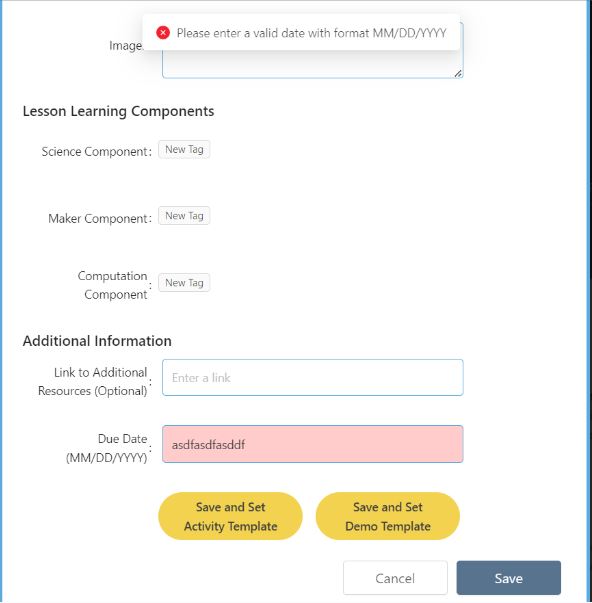 Please enter a valid date with format MM/DD/YYYY
Image
Lesson Learning Components
Science Component:
New Tag
Maker Component:
New Tag
Computation
Component:
New Tag
Additional Information
Link to Additional
Resources (Optional):
Enter a link
Due Date
(MM/DD/YYYY):
asdfasdfasddf
Save and Set
Activity Template
Save and Set
Demo Template
Cancel
Save